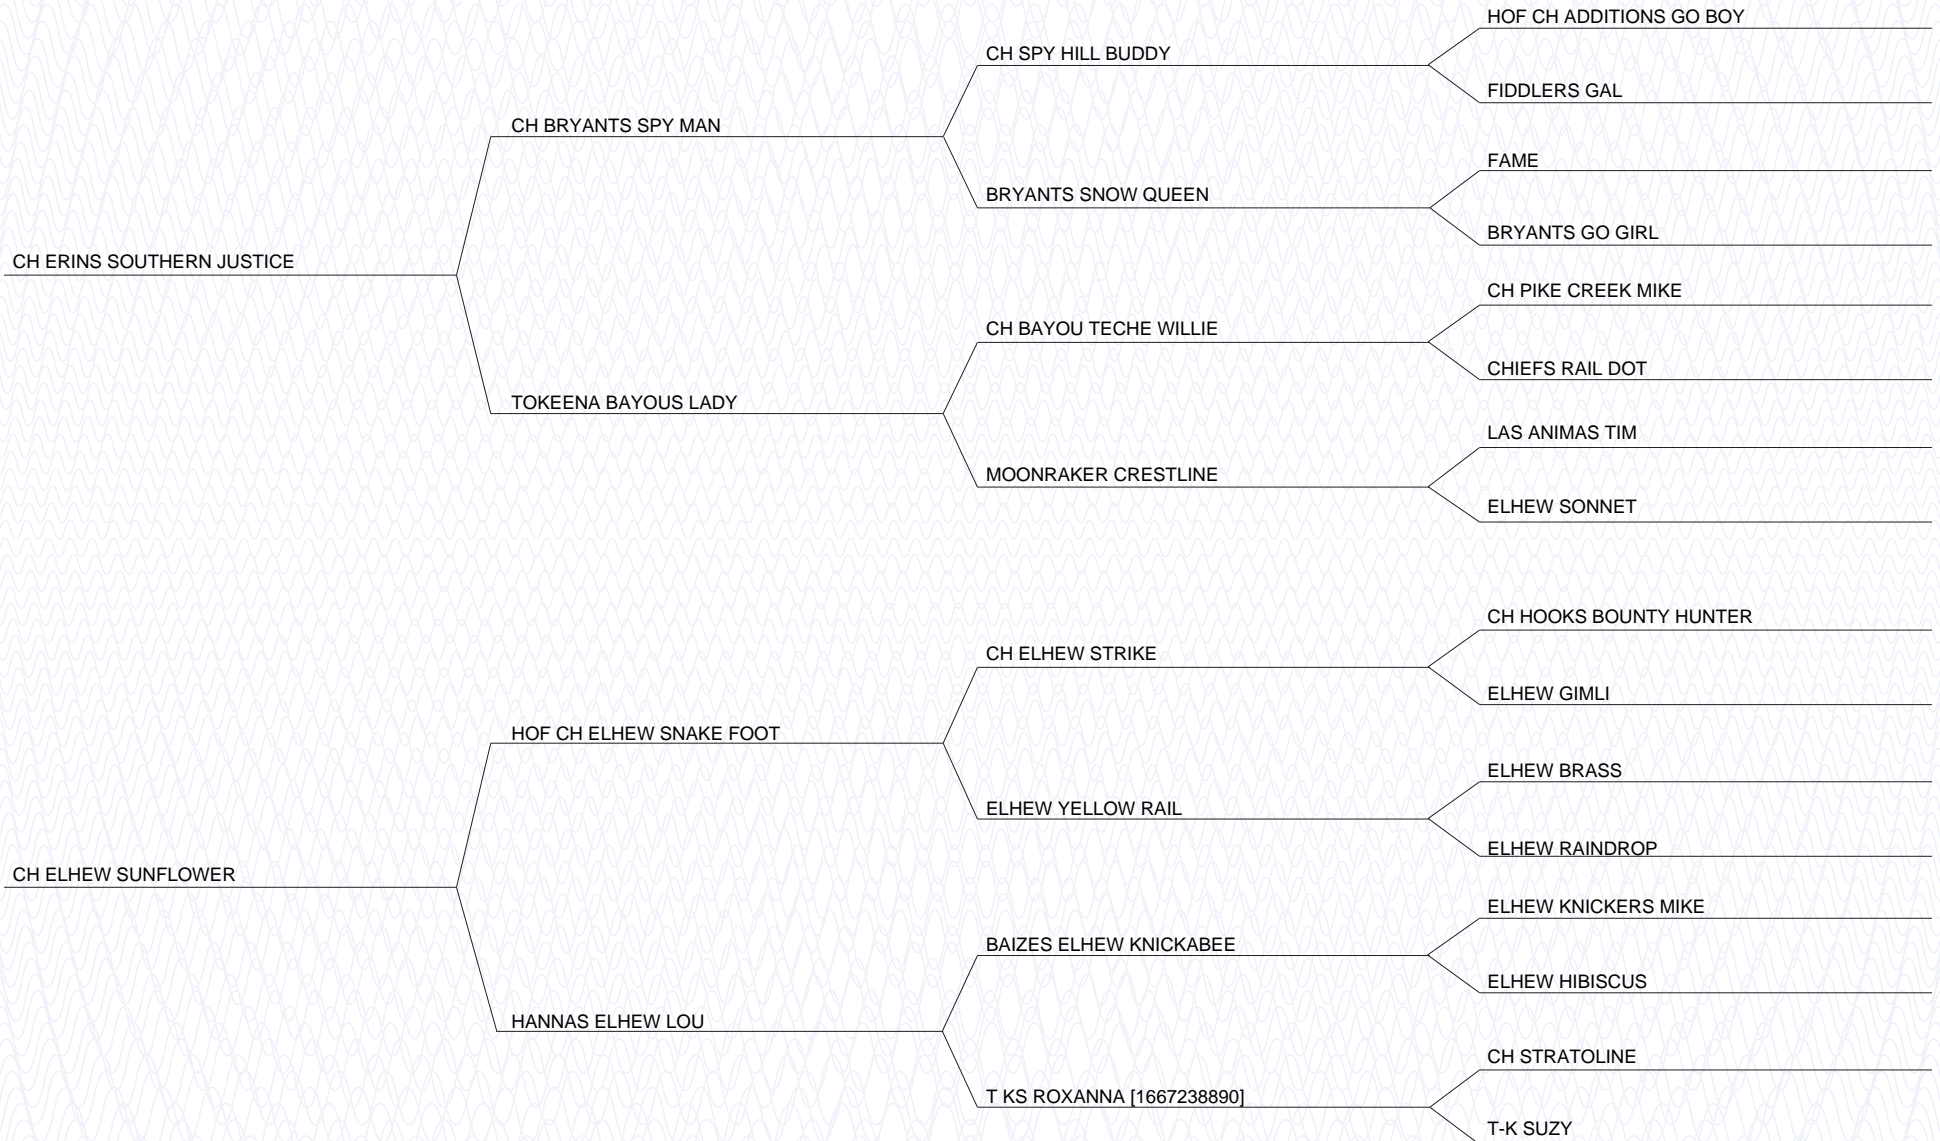 HOF CH ADDITIONS GO BOY
CH SPY HILL BUDDY
FIDDLERS GAL
CH BRYANTS SPY MAN
FAME
BRYANTS SNOW QUEEN
BRYANTS GO GIRL
CH ERINS SOUTHERN JUSTICE
CH PIKE CREEK MIKE
CH BAYOU TECHE WILLIE
CHIEFS RAIL DOT
TOKEENA BAYOUS LADY
LAS ANIMAS TIM
MOONRAKER CRESTLINE
ELHEW SONNET
CH HOOKS BOUNTY HUNTER
CH ELHEW STRIKE
ELHEW GIMLI
HOF CH ELHEW SNAKE FOOT
ELHEW BRASS
ELHEW YELLOW RAIL
ELHEW RAINDROP
CH ELHEW SUNFLOWER
ELHEW KNICKERS MIKE
BAIZES ELHEW KNICKABEE
ELHEW HIBISCUS
HANNAS ELHEW LOU
CH STRATOLINE
T KS ROXANNA [1667238890]
T-K SUZY